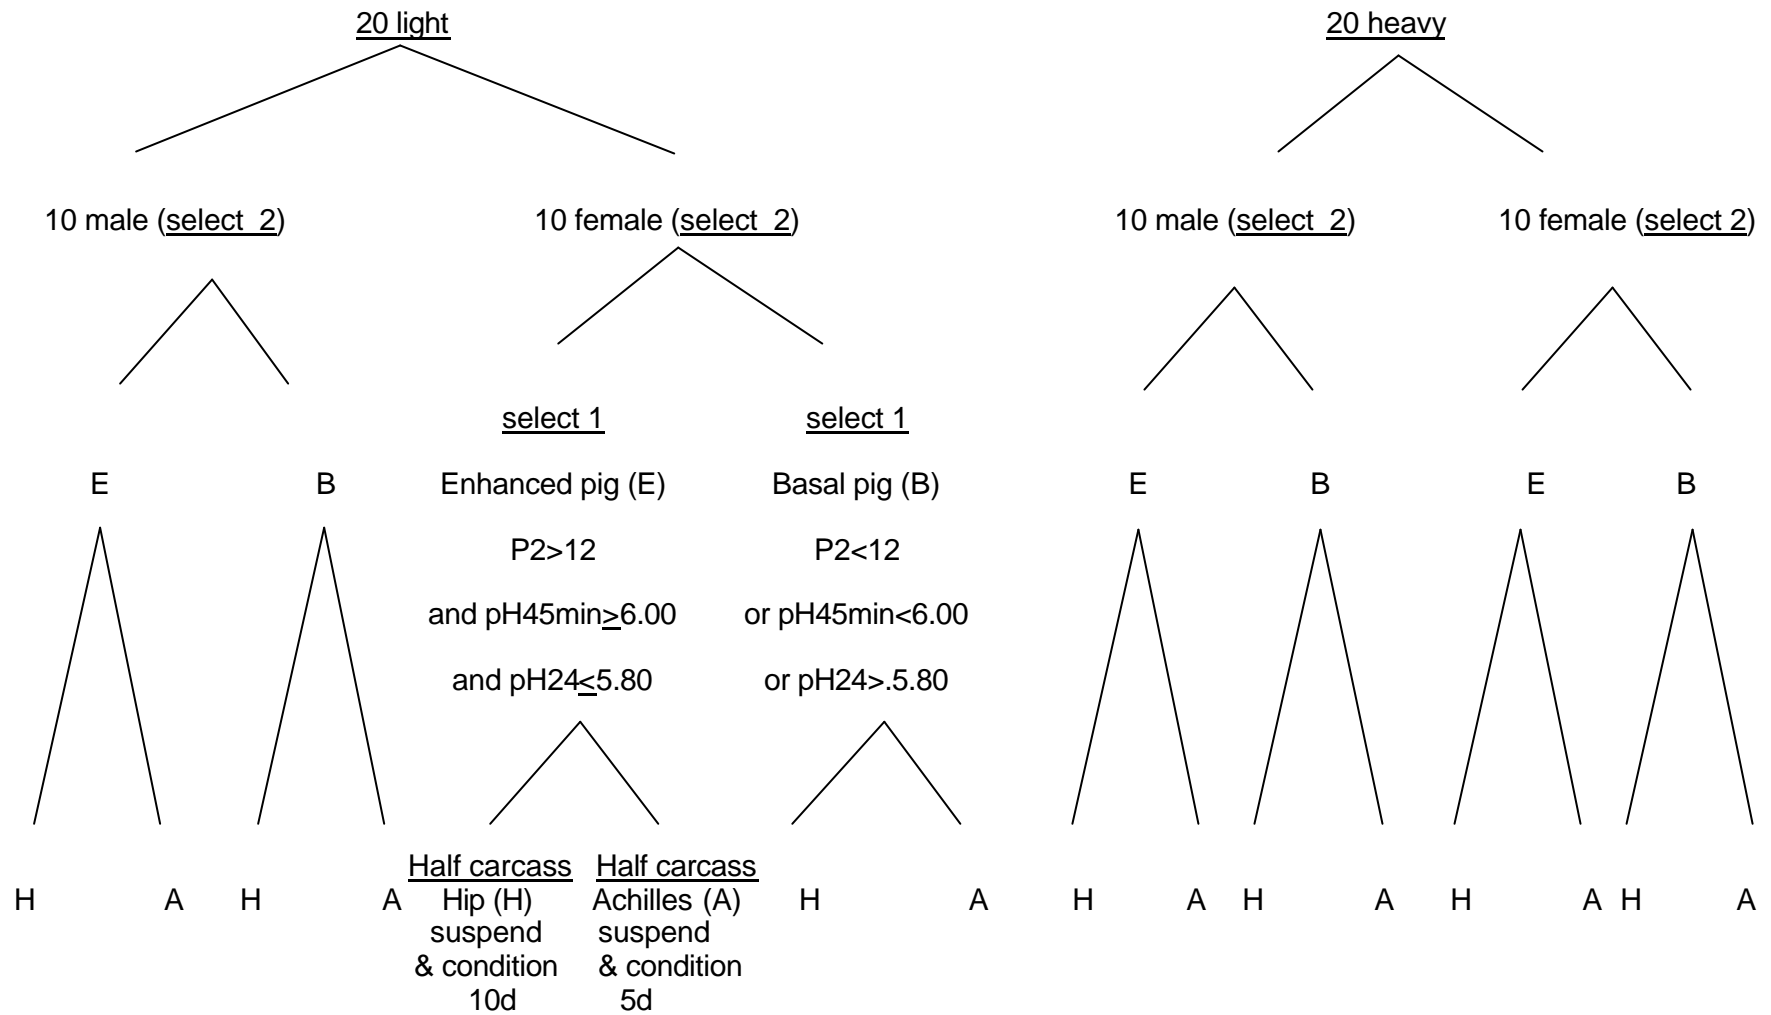 20 light 20 heavy
10 male (select 2) 10 female (select 2) 10 male (select 2) 10 female (select 2)
select 1 select 1
E B Enhanced pig (E) Basal pig (B) E B E B
P2>12 P2<12
and pH45min≥6.00 or pH45min<6.00
and pH24≤5.80 or pH24>.5.80
Half carcass Half carcass
H A H A Hip (H) Achilles (A) H A H A H A H A H A
suspend suspend
& condition & condition
10d 5d